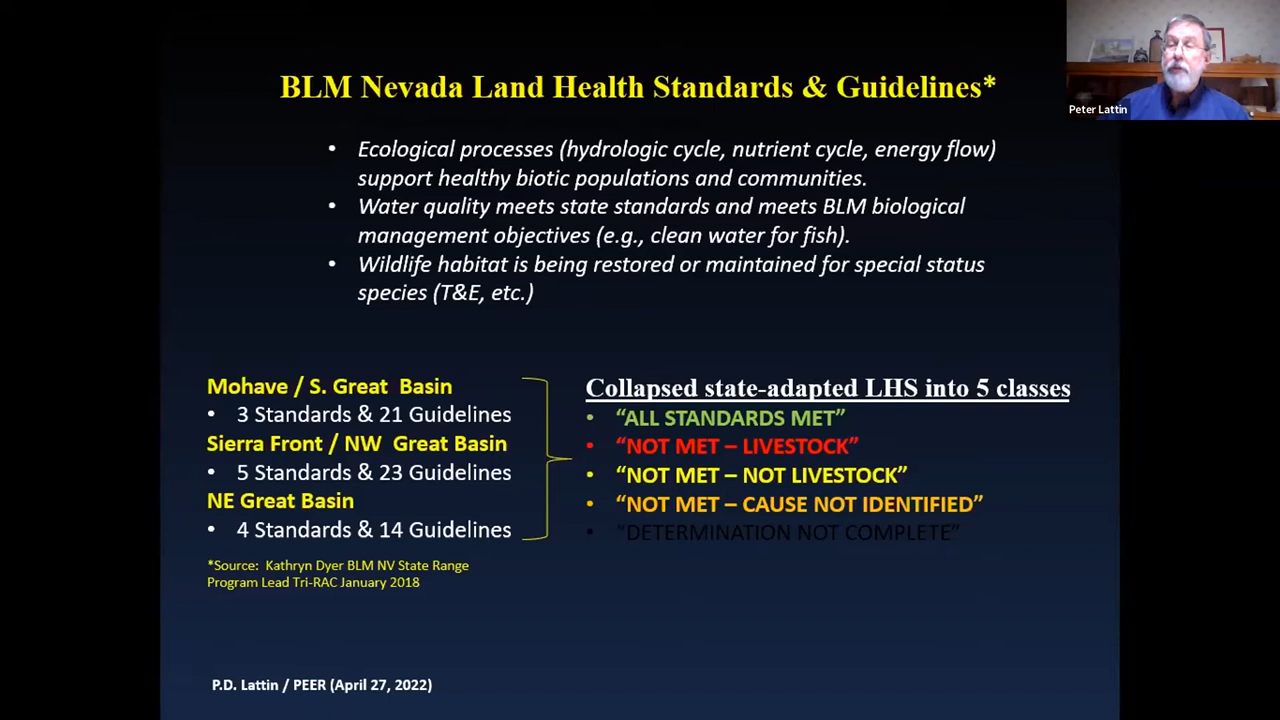 BLM Nevada Land Health Standards & Guidelines*
Peter Lattin
• Ecological processes (hydrologic cycle, nutrient cycle, energy flow)
support healthy biotic populations and communities.
• Water quality meets state standards and meets BLM biological
management objectives (e.g., clean water for fish).
• Wildlife habitat is being restored or maintained for special status
species (T&E, etc.)
Mohave / S. Great Basin
• 3 Standards & 21 Guidelines
Sierra Front / NW Great Basin
• 5 Standards & 23 Guidelines
NE Great Basin
• 4 Standards & 14 Guidelines
*Source: Kathryn Dyer BLM NV State Range
Program Lead Tri-RAC January 2018
Collapsed state-adapted LHS into 5 classes
• “ALL STANDARDS MET”
• “NOT MET – LIVESTOCK”
• “NOT MET – NOT LIVESTOCK”
• “NOT MET – CAUSE NOT IDENTIFIED”
• “DETERMINATION NOT COMPLETE”
P.D. Lattin / PEER (April 27, 2022)